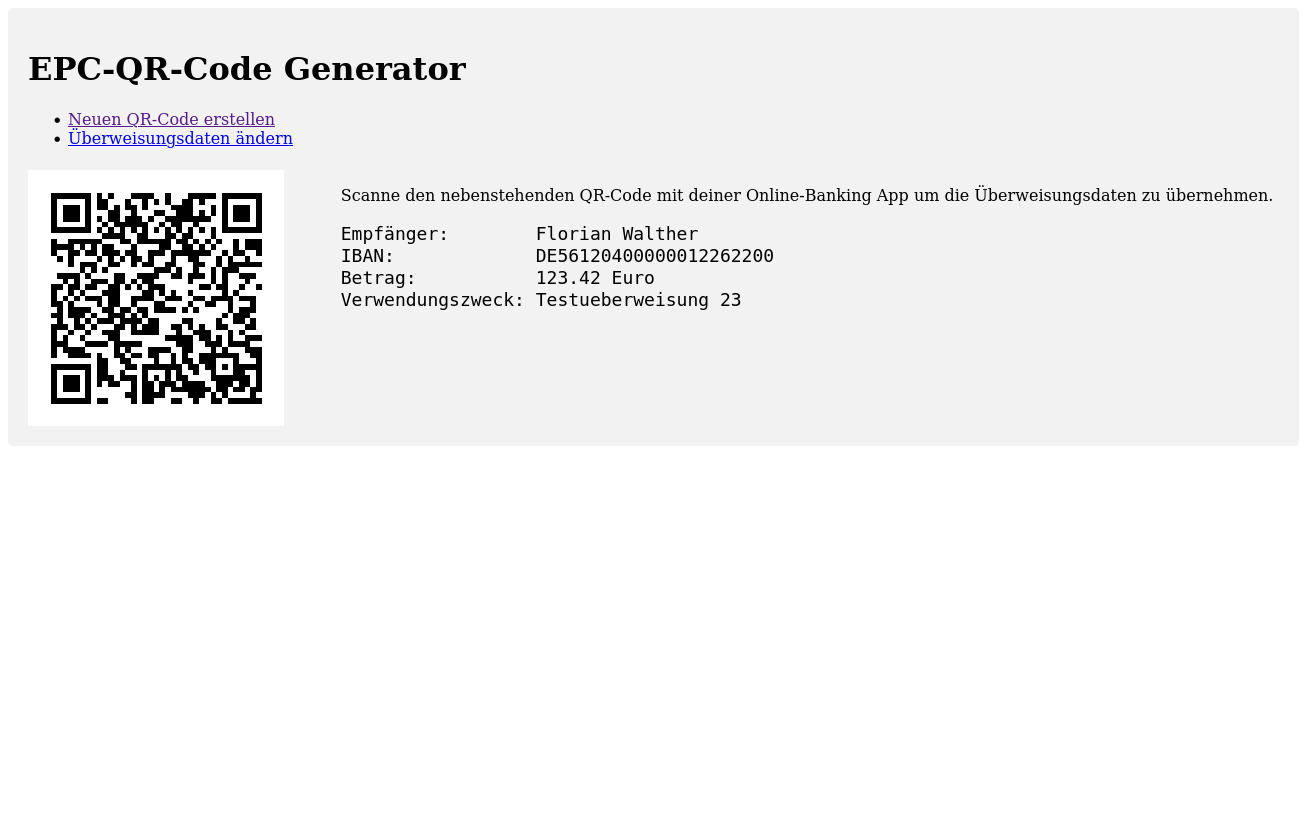 EPC-QR-Code Generator
Neuen QR-Code erstellen
Überweisungsdaten ändern
Scanne den nebenstehenden QR-Code mit deiner Online-Banking App um die Überweisungsdaten zu übernehmen.
Empfänger: Florian Walther
IBAN: DE56120400000012262200
Betrag: 123.42 Euro
Verwendungszweck: Testueberweisung 23